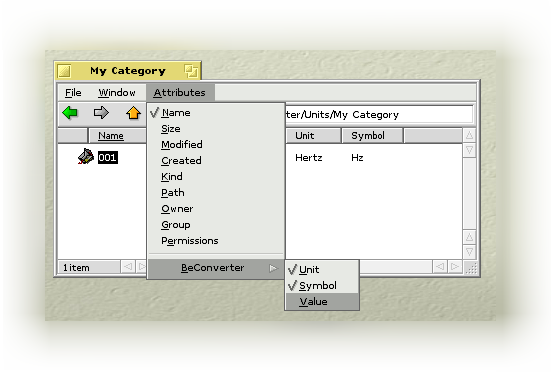 My Category
File Window Attributes
ter/Units/My Category
Name Unit Symbol
001 Hertz Hz
Name
Size
Modified
Created
Kind
Path
Owner
Group
Permissions
BeConverter
1 item
Unit
Symbol
Value